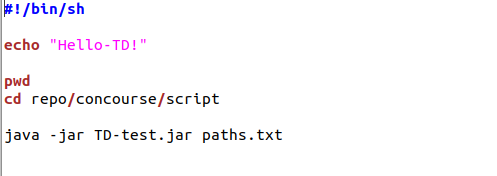 #!/bin/sh
echo "Hello-TD!"
pwd
cd repo/concourse/script
java -jar TD-test.jar paths.txt